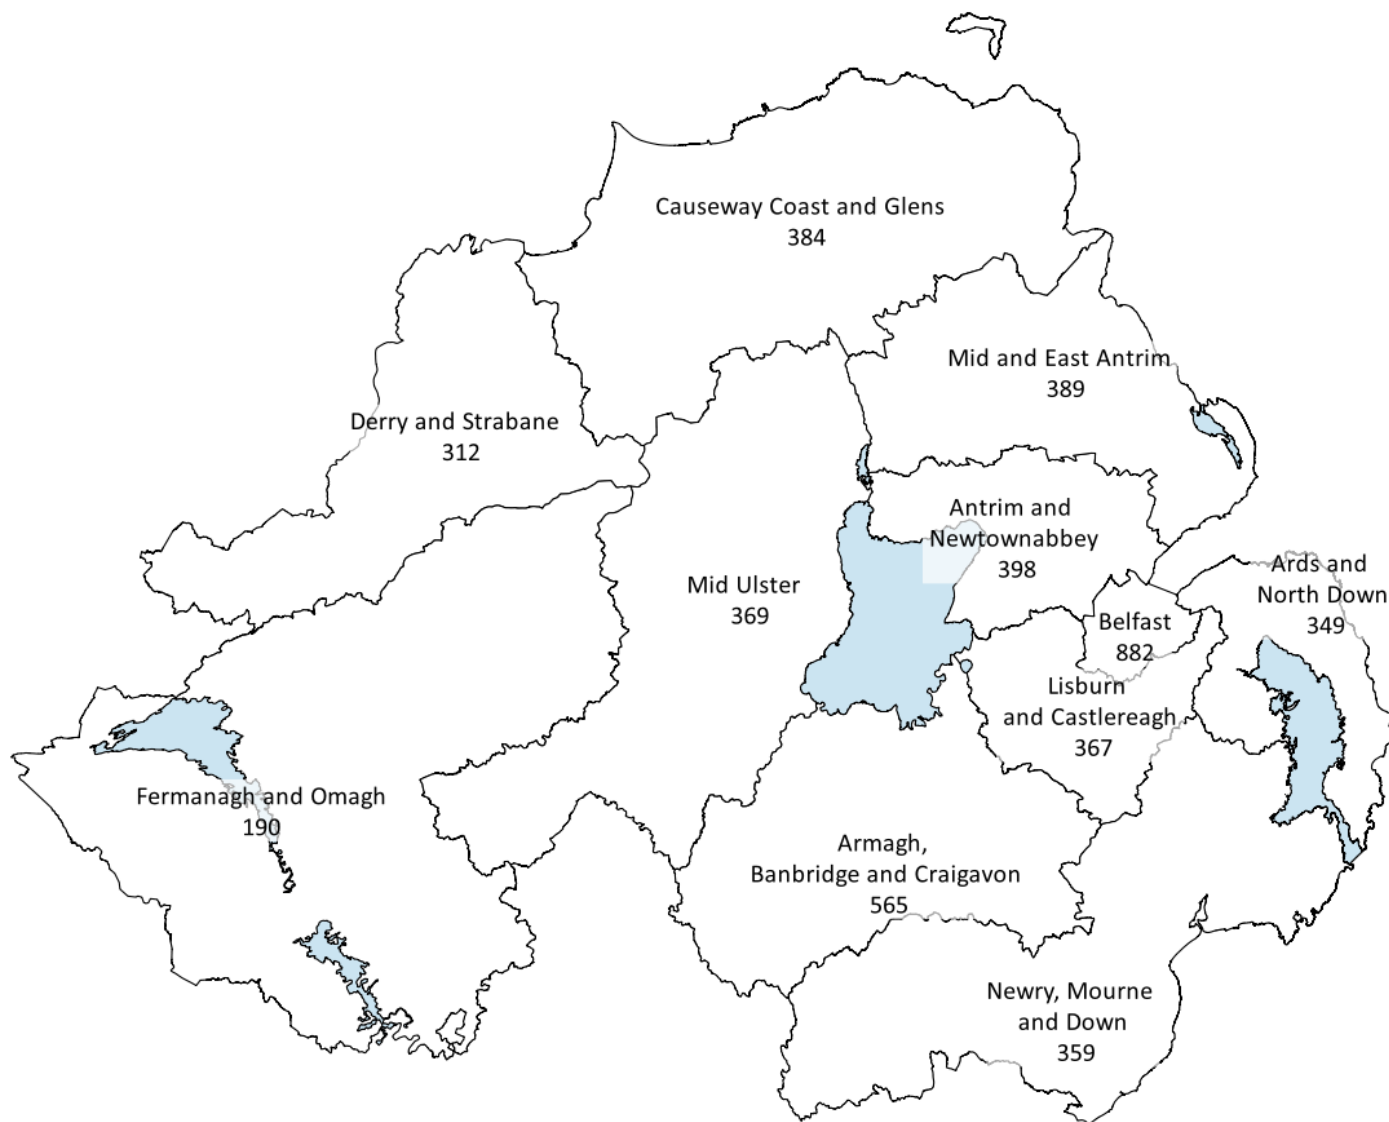 Causeway Coast and Glens
384
Mid and East Antrim
389
Derry and Strabane
312
Antrim and
Newtownabbey
398
Ards and
North Down
349
Mid Ulster
369
Belfast
882
Lisburn
and Castlereagh
367
Fermanagh and Omagh
190
Armagh,
Banbridge and Craigavon
565
Newry, Mourne
and Down
359